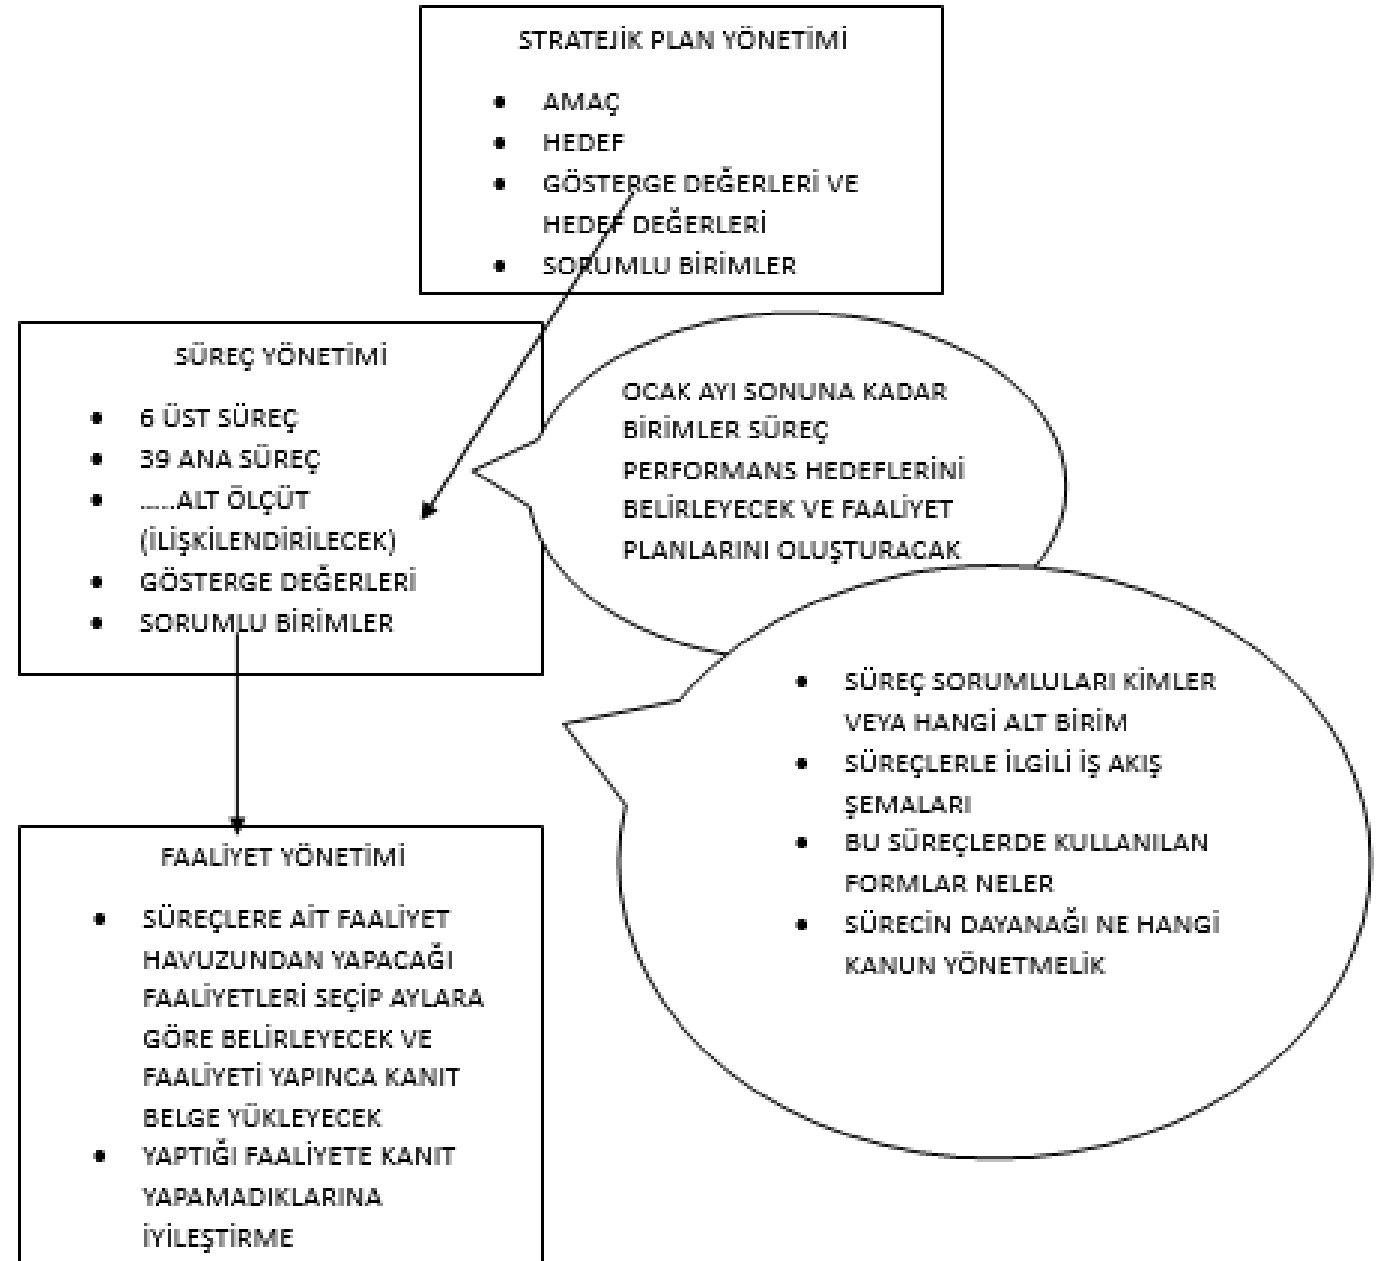 STRATEJİK PLAN YÖNETİMİ
• AMAÇ
• HEDEF
• GÖSTERGE DEĞERLERİ VE
HEDEF DEĞERLERİ
• SORUMLU BİRİMLER
SÜREÇ YÖNETİMİ
• 6 ÜST SÜREÇ
• 39 ANA SÜREÇ
• ......ALT ÖLÇÜT
(İLİŞKİLENDİRİLECEK)
• GÖSTERGE DEĞERLERİ
• SORUMLU BİRİMLER
OCAK AYI SONUNA KADAR
BİRİMLER SÜREÇ
PERFORMANS HEDEFLERİNİ
BELİRLEYECEK VE FAALİYET
PLANLARINI OLUŞTURACAK
• SÜREÇ SORUMLULARI KİMLER
VEYA HANGİ ALT BİRİM
• SÜREÇLERLE İLGİLİ İŞ AKIŞ
ŞEMALARI
• BU SÜREÇLERDE KULLANILAN
FORMLAR NELER
• SÜRECİN DAYANAĞI NE HANGİ
KANUN YÖNETMELİK
FAALİYET YÖNETİMİ
• SÜREÇLERE AİT FAALİYET
HAVUZUNDAN YAPACAĞI
FAALİYETLERİ SEÇİP AYLARA
GÖRE BELİRLEYECEK VE
FAALİYETİ YAPINCA KANIT
BELGE YÜKLEYECEK
• YAPTIĞI FAALİYETE KANIT
YAPAMADIKLARINA
İYİLEŞTİRME